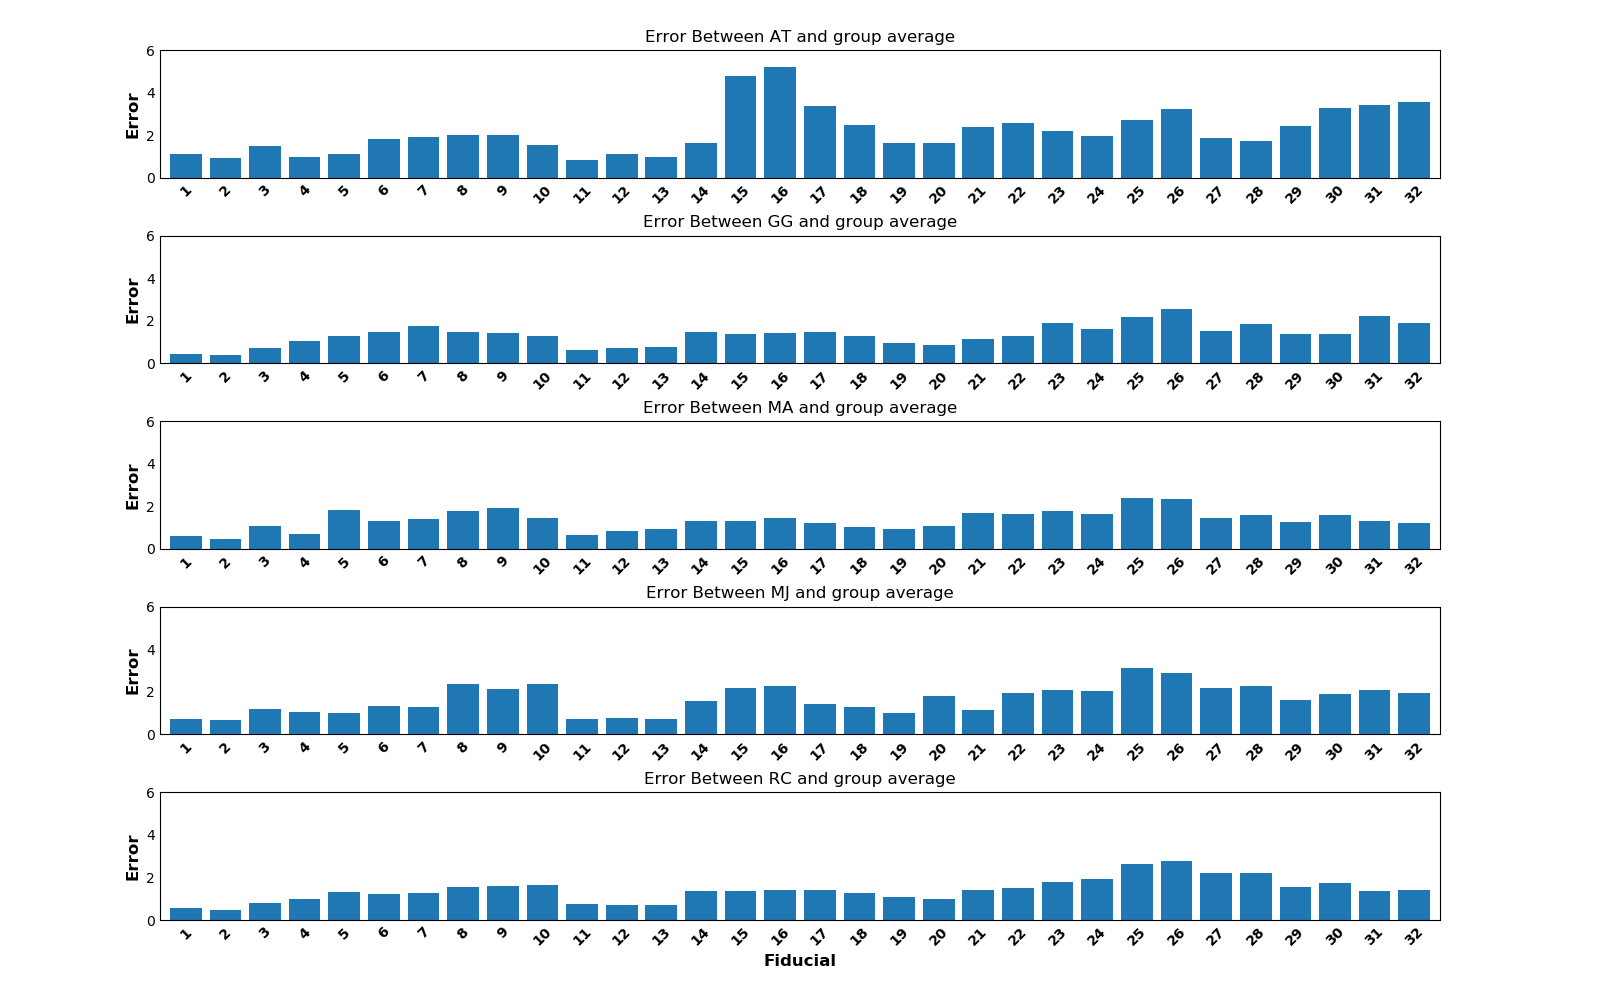 Error Between AT and group average
6
4
2
0
Error
1 2 3 4 5 6 7 8 9 10 11 12 13 14 15 16 17 18 19 20 21 22 23 24 25 26 27 28 29 30 31 32
Error Between GG and group average
6
4
2
0
Error
1 2 3 4 5 6 7 8 9 10 11 12 13 14 15 16 17 18 19 20 21 22 23 24 25 26 27 28 29 30 31 32
Error Between MA and group average
6
4
2
0
Error
1 2 3 4 5 6 7 8 9 10 11 12 13 14 15 16 17 18 19 20 21 22 23 24 25 26 27 28 29 30 31 32
Error Between MJ and group average
6
4
2
0
Error
1 2 3 4 5 6 7 8 9 10 11 12 13 14 15 16 17 18 19 20 21 22 23 24 25 26 27 28 29 30 31 32
Error Between RC and group average
6
4
2
0
Error
1 2 3 4 5 6 7 8 9 10 11 12 13 14 15 16 17 18 19 20 21 22 23 24 25 26 27 28 29 30 31 32
Fiducial